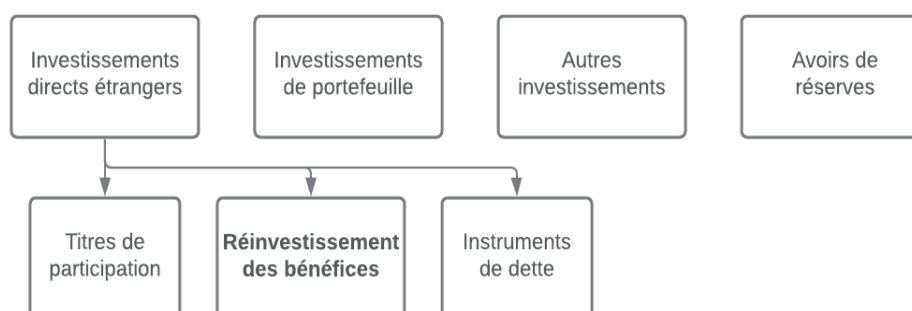 Investissements
directs étrangers
Investissements
de portefeuille
Autres
investissements
Avoirs de
réserves
Titres de
participation
Réinvestissement
des bénéfices
Instruments
de dette